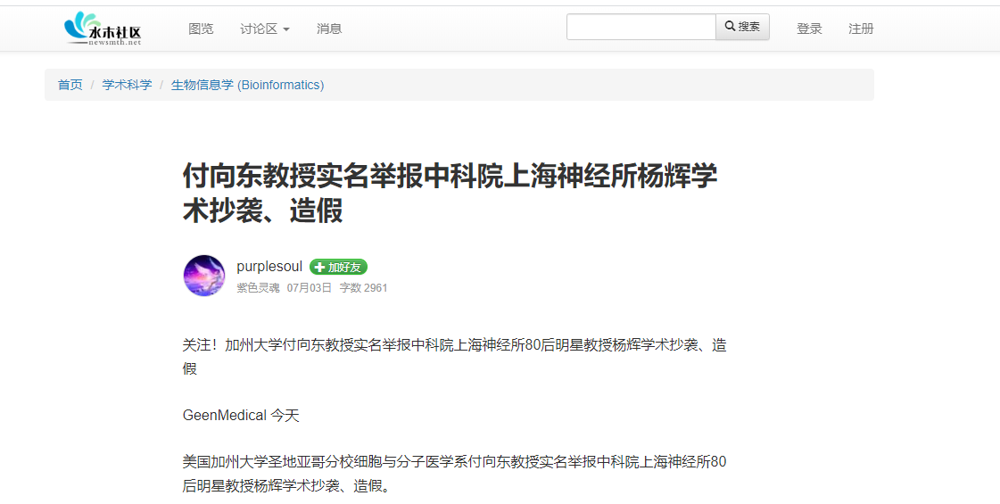 水木社区
newsmth.net
图览 讨论区 消息 搜索 登录 注册
首页 / 学术科学 / 生物信息学 (Bioinformatics)
付向东教授实名举报中科院上海神经所杨辉学
术抄袭、造假
purplesoul 加好友
紫色灵魂 07月03日 字数 2961
关注！加州大学付向东教授实名举报中科院上海神经所80后明星教授杨辉学术抄袭、造
假
GeenMedical 今天
美国加州大学圣地亚哥分校细胞与分子医学系付向东教授实名举报中科院上海神经所80
后明星教授杨辉学术抄袭、造假。